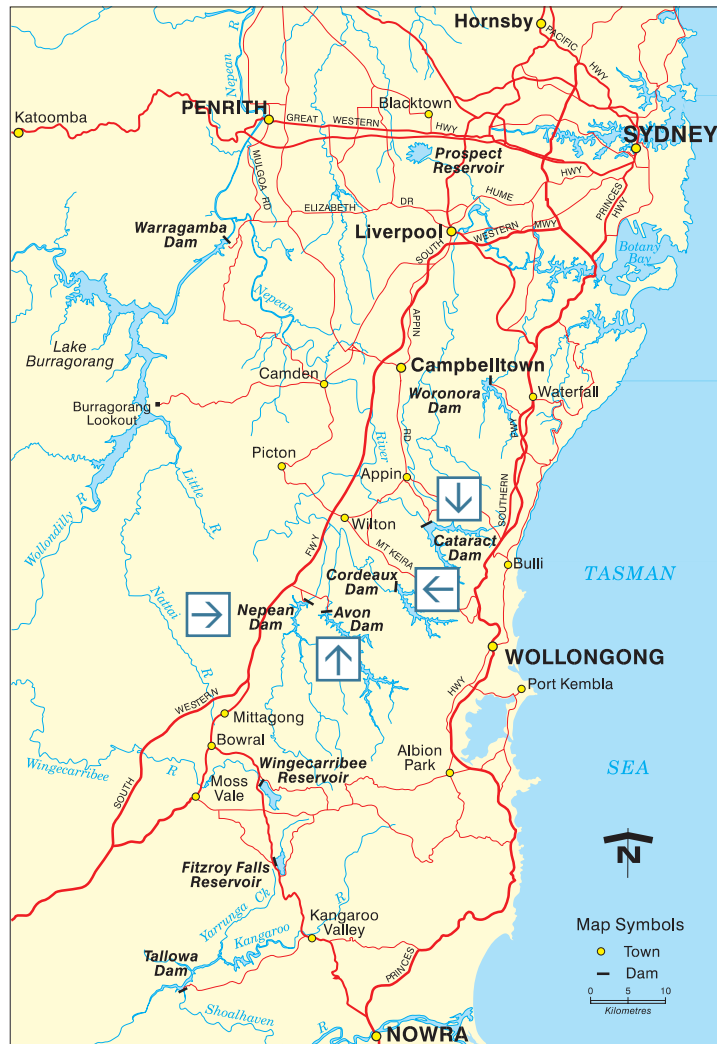 Hornsby
PACIFIC
HWY
Nepean
R
PENRITH
Blacktown
Katoomba
GREAT
WESTERN
HWY
SYDNEY
Prospect
Reservoir
MULGOA RD
HWY
HUME
ELIZABETH
DR
PRINCES
HWY
Warragamba
Dam
Liverpool
SOUTH
WESTERN
MWY
Botany
Bay
Nepean
APPIN
Lake
Burragorang
Campbelltown
Camden
Woronora
Dam
Waterfall
Burragorang
Lookout
MWY
RD
River
Picton
Appin
Little
R
SOUTHERN
Wollondilly R
Wilton
Cataract
Dam
FWY
MT KEIRA
Bulli
TASMAN
Cordeaux
Dam
Nattai
R
Nepean
Dam
Avon
Dam
WOLLONGONG
WESTERN
HWY
Port Kembla
Mittagong
Bowral
Wingecarribee
R
Wingecarribee
Reservoir
Albion
Park
SEA
SOUTH
Moss
Vale
N
Fitzroy Falls
Reservoir
Yarrunga Ck
Kangaroo
R
Kangaroo
Valley
Map Symbols
Town
Dam
0 5 10
Kilometres
Tallowa
Dam
PRINCES
Shoalhaven
R
NOWRA